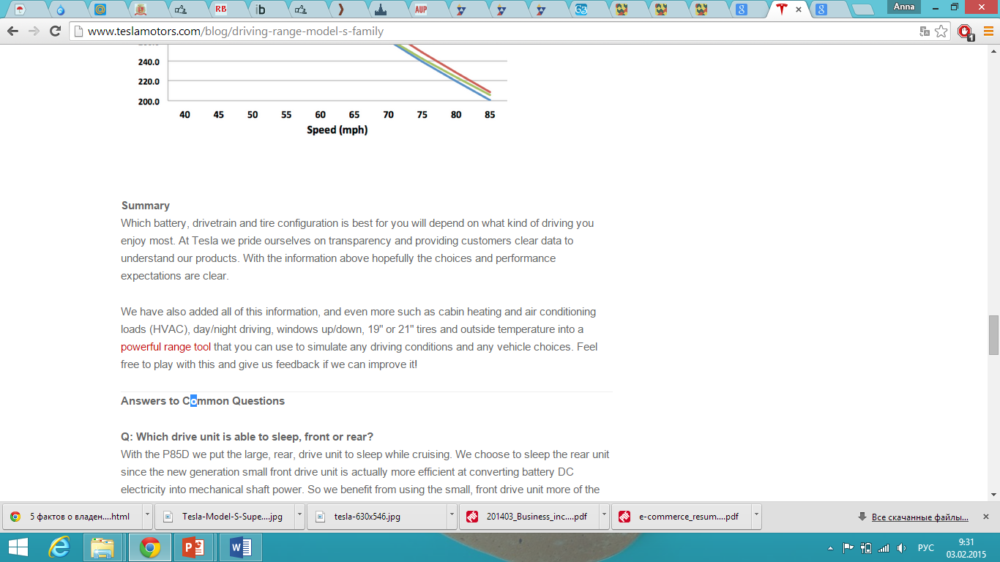 RB
ib
AUP
Anna
www.teslamotors.com/blog/driving-range-model-s-family
1
240.0
220.0
200.0
40 45 50 55 60 65 70 75 80 85
Speed (mph)
Summary
Which battery, drivetrain and tire configuration is best for you will depend on what kind of driving you
enjoy most. At Tesla we pride ourselves on transparency and providing customers clear data to
understand our products. With the information above hopefully the choices and performance
expectations are clear.
We have also added all of this information, and even more such as cabin heating and air conditioning
loads (HVAC), day/night driving, windows up/down, 19" or 21" tires and outside temperature into a
powerful range tool that you can use to simulate any driving conditions and any vehicle choices. Feel
free to play with this and give us feedback if we can improve it!
Answers to Common Questions
Q: Which drive unit is able to sleep, front or rear?
With the P85D we put the large, rear, drive unit to sleep while cruising. We choose to sleep the rear unit
since the new generation small front drive unit is actually more efficient at converting battery DC
electricity into mechanical shaft power. So we benefit from using the small, front drive unit more of the
5 фактов о владен....html
Tesla-Model-S-Supe....jpg
tesla-630x546.jpg
201403_Business_inc....pdf
e-commerce_resum....pdf
Все скачанные файлы...
РУС
9:31
03.02.2015